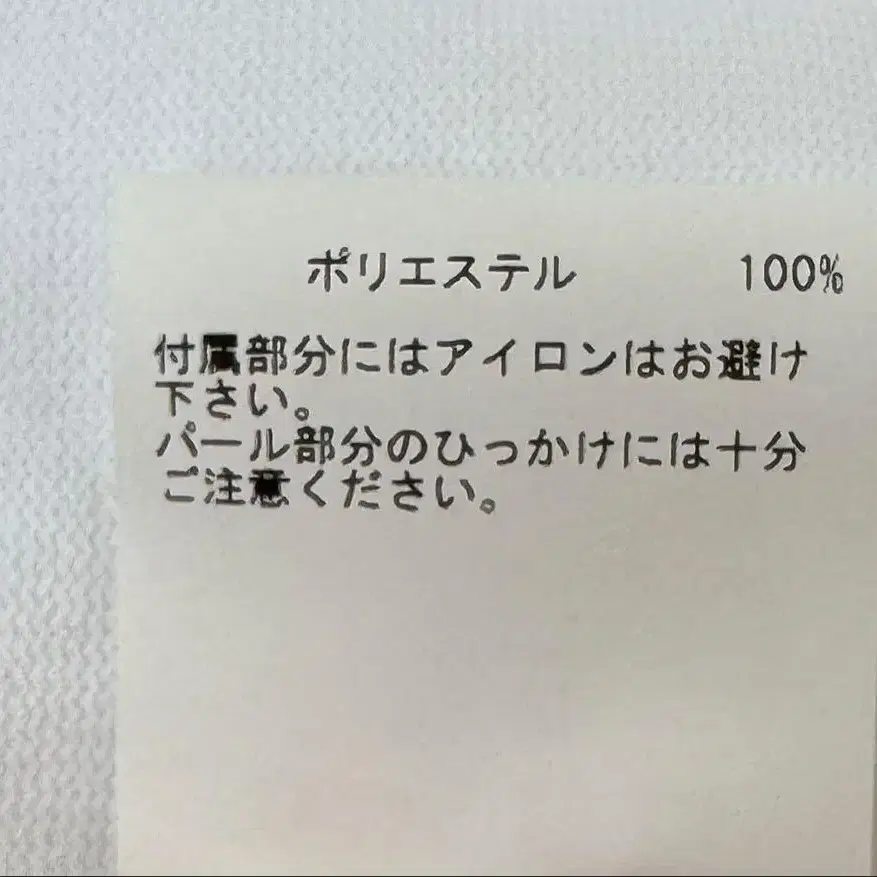 ポリエステル 100%
付属部分にはアイロンはお避け
下さい。
パール部分のひっかけには十分
ご注意ください。